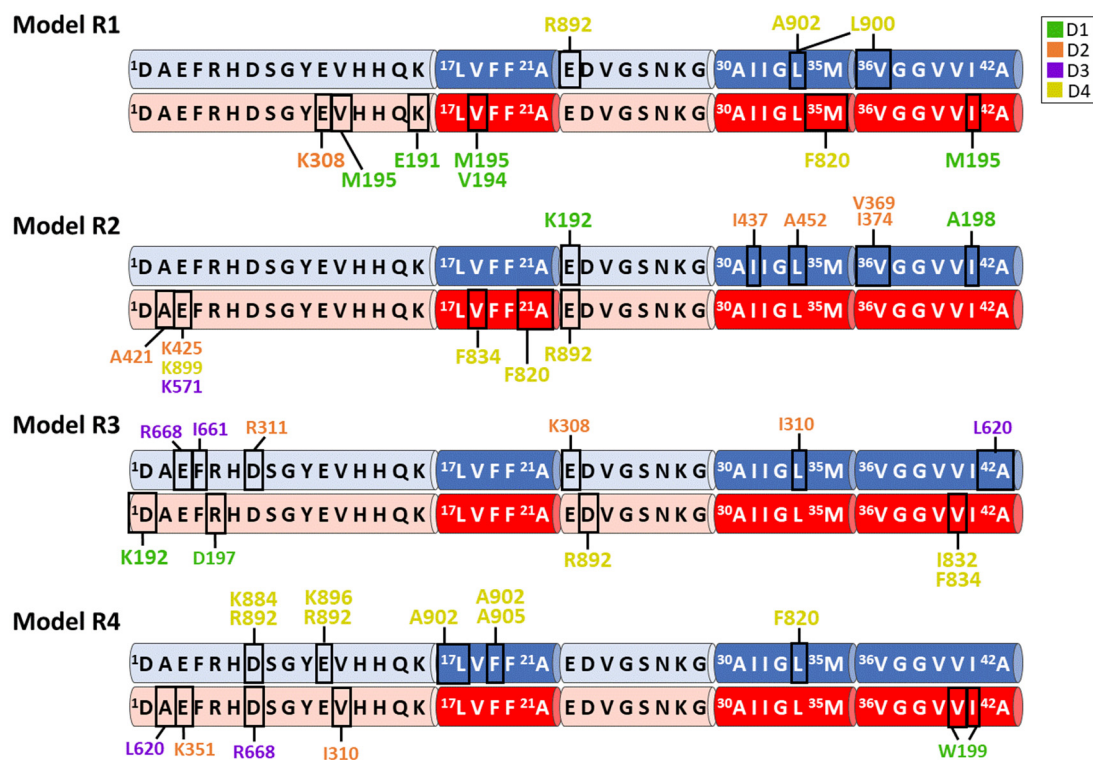 Model R1
R892 A902 L900
D1
D2
D3
D4
¹DAEFRHDSGYEVHHQK ¹⁷LVFF²¹A EDVGSNKG ³⁰AIIGL³⁵M ³⁶VGGVVI⁴²A
¹DAEFRHDSGYEVHHQK ¹⁷LVFF²¹A EDVGSNKG ³⁰AIIGL³⁵M ³⁶VGGVVI⁴²A
K308 M195 E191 M195 F820 M195
V194
Model R2
K192 I437 A452 V369 A198
I374
¹DAEFRHDSGYEVHHQK ¹⁷LVFF²¹A EDVGSNKG ³⁰AIIGL³⁵M ³⁶VGGVVI⁴²A
¹DAEFRHDSGYEVHHQK ¹⁷LVFF²¹A EDVGSNKG ³⁰AIIGL³⁵M ³⁶VGGVVI⁴²A
A421 K425 F834 F820 R892
K899
K571
Model R3
R668 I661 R311 K308 I310 L620
¹DAEFRHDSGYEVHHQK ¹⁷LVFF²¹A EDVGSNKG ³⁰AIIGL³⁵M ³⁶VGGVVI⁴²A
¹DAEFRHDSGYEVHHQK ¹⁷LVFF²¹A EDVGSNKG ³⁰AIIGL³⁵M ³⁶VGGVVI⁴²A
K192 D197 R892 I832
F834
Model R4
K884 K896 A902 A902 F820
R892 R892 A905
¹DAEFRHDSGYEVHHQK ¹⁷LVFF²¹A EDVGSNKG ³⁰AIIGL³⁵M ³⁶VGGVVI⁴²A
¹DAEFRHDSGYEVHHQK ¹⁷LVFF²¹A EDVGSNKG ³⁰AIIGL³⁵M ³⁶VGGVVI⁴²A
L620 K351 R668 I310 W199